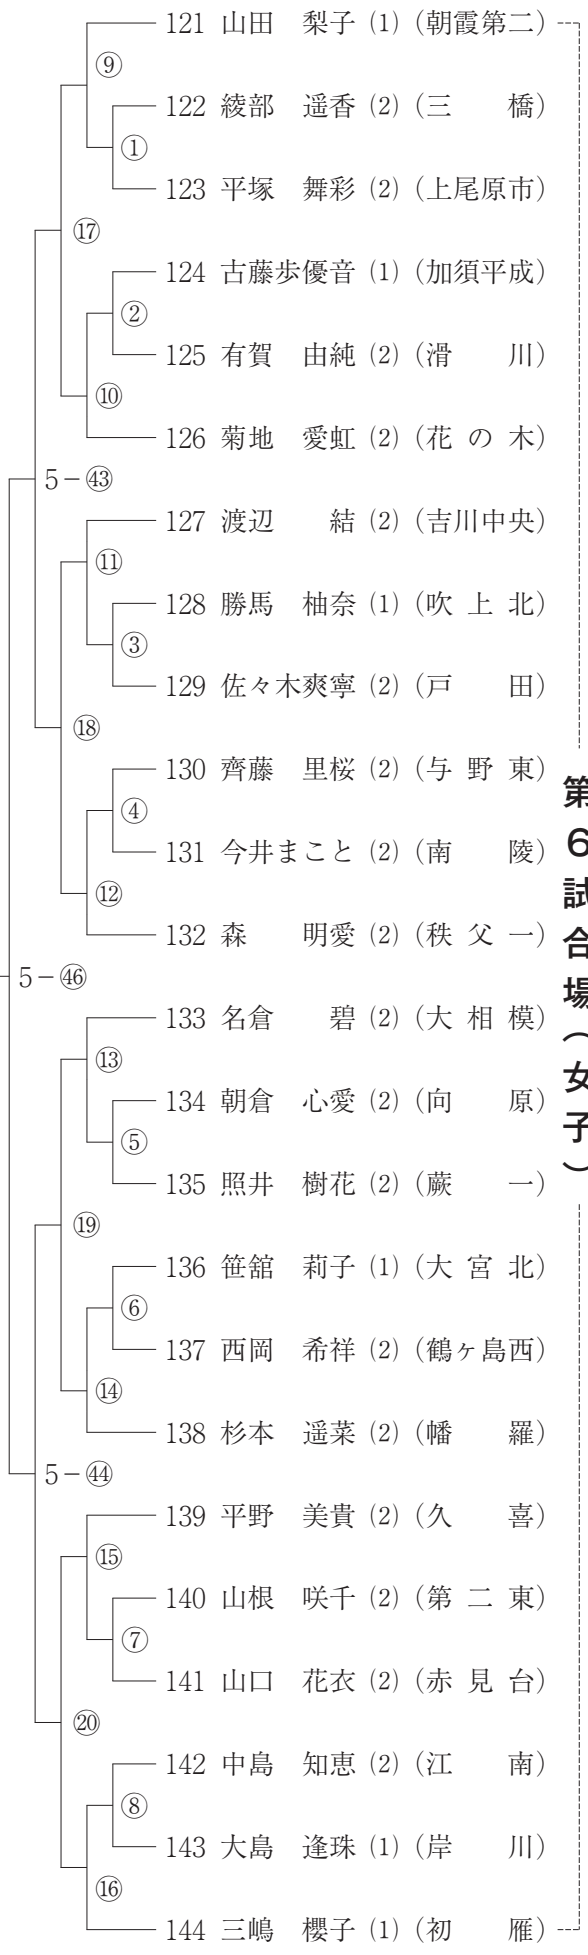 121 山田 梨子 (1) (朝霞第二)
⑨
122 綾部 遥香 (2) (三 橋)
①
123 平塚 舞彩 (2) (上尾原市)
⑰
124 古藤歩優音 (1) (加須平成)
②
125 有賀 由純 (2) (滑 川)
⑩
126 菊地 愛虹 (2) (花の木)
5-㊸
127 渡辺 結 (2) (吉川中央)
⑪
128 勝馬 柚奈 (1) (吹上北)
③
129 佐々木爽寧 (2) (戸 田)
⑱
130 齊藤 里桜 (2) (与野東)
④
131 今井まこと (2) (南 陵)
⑫
132 森 明愛 (2) (秩父一)
5-㊻
133 名倉 碧 (2) (大相模)
⑬
134 朝倉 心愛 (2) (向 原)
⑤
135 照井 樹花 (2) (蕨 一)
⑲
136 笹舘 莉子 (1) (大宮北)
⑥
137 西岡 希祥 (2) (鶴ヶ島西)
⑭
138 杉本 遥菜 (2) (幡 羅)
5-㊹
139 平野 美貴 (2) (久 喜)
⑮
140 山根 咲千 (2) (第二東)
⑦
141 山口 花衣 (2) (赤見台)
⑳
142 中島 知恵 (2) (江 南)
⑧
143 大島 逢珠 (1) (岸 川)
⑯
144 三嶋 櫻子 (1) (初 雁)
第6試合場(女子)